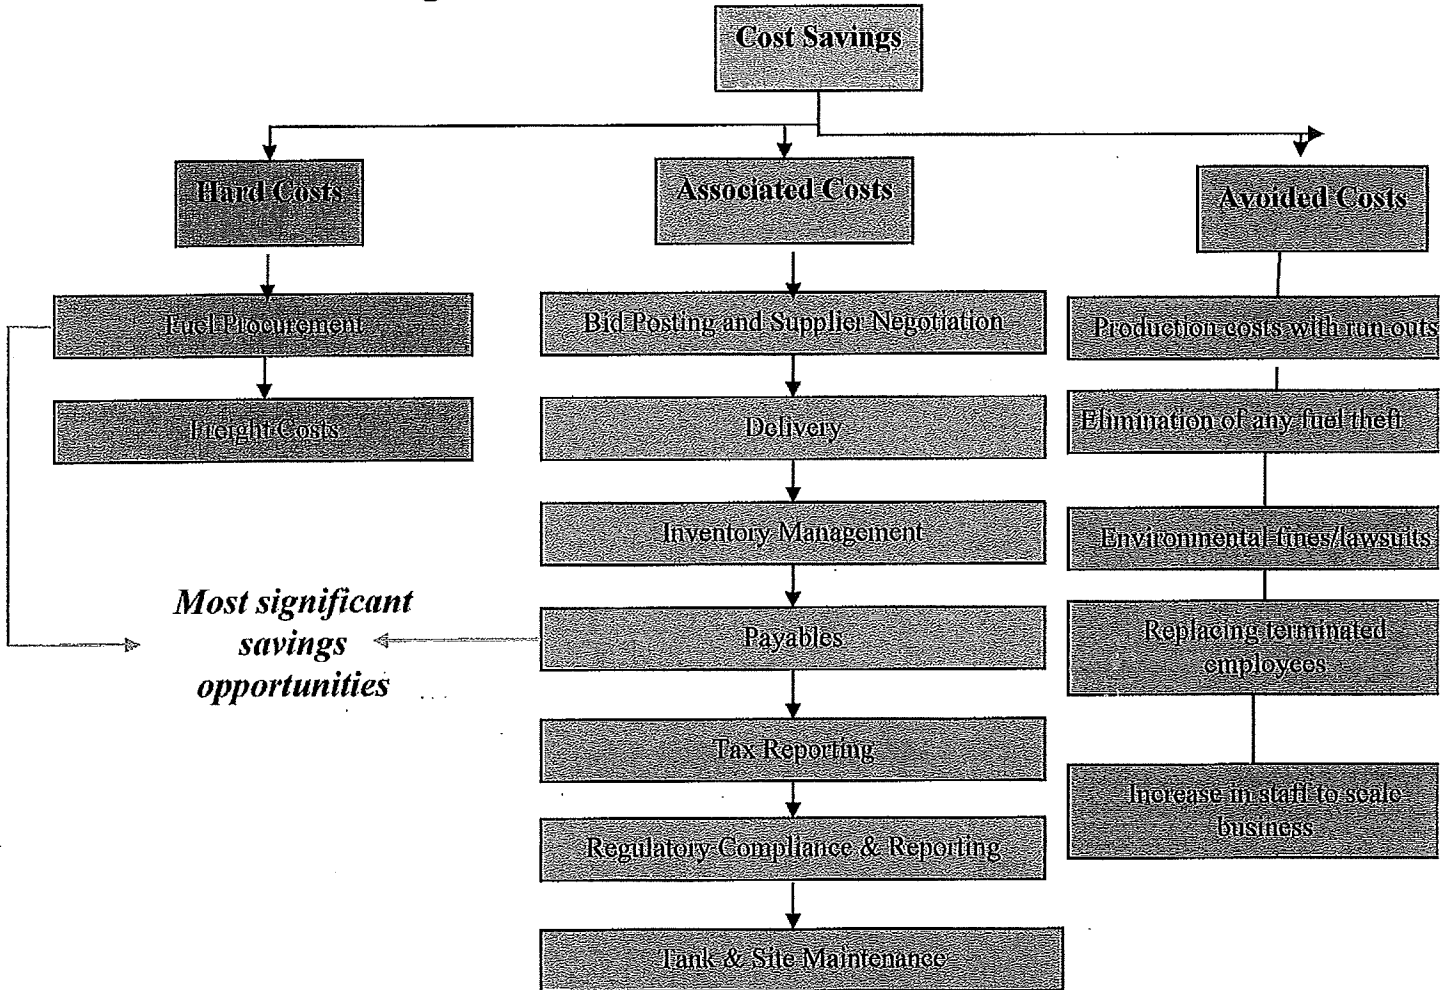 Cost Savings
Hard Costs
Associated Costs
Avoided Costs
Fuel Procurement
Freight Costs
Bid Posting and Supplier Negotiation
Delivery
Inventory Management
Payables
Tax Reporting
Regulatory Compliance & Reporting
Tank & Site Maintenance
Production costs with run outs
Elimination of any fuel theft
Environmental fines/lawsuits
Replacing terminated
employees
Increase in staff to scale
business
Most significant
savings
opportunities